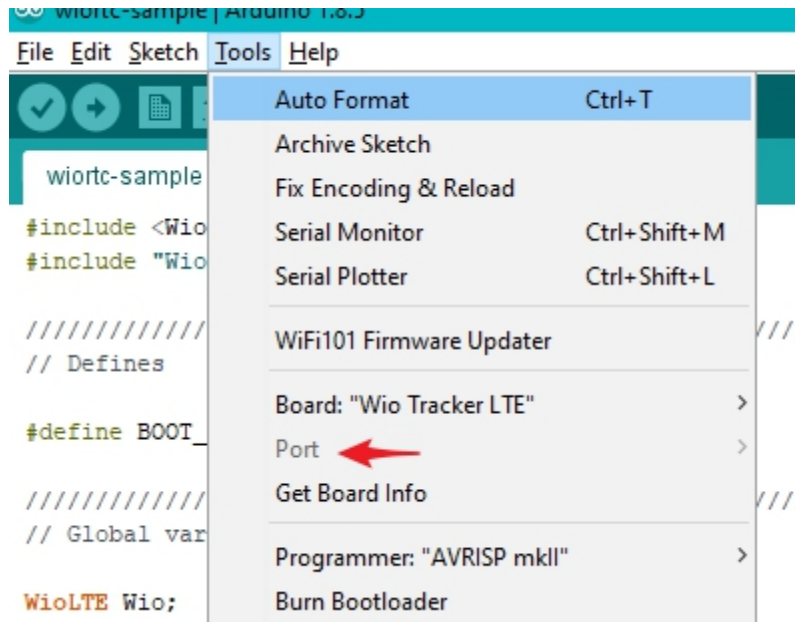 wiortc-sample | Arduino 1.8.5
File Edit Sketch Tools Help
Auto Format Ctrl+T
Archive Sketch
wiortc-sample
Fix Encoding & Reload
#include <Wio
Serial Monitor Ctrl+Shift+M
#include "Wio
Serial Plotter Ctrl+Shift+L
///////////// ///
WiFi101 Firmware Updater
// Defines
Board: "Wio Tracker LTE"
#define BOOT_
Port
Get Board Info
///////////// ///
// Global var
Programmer: "AVRISP mkII"
WioLTE Wio;
Burn Bootloader